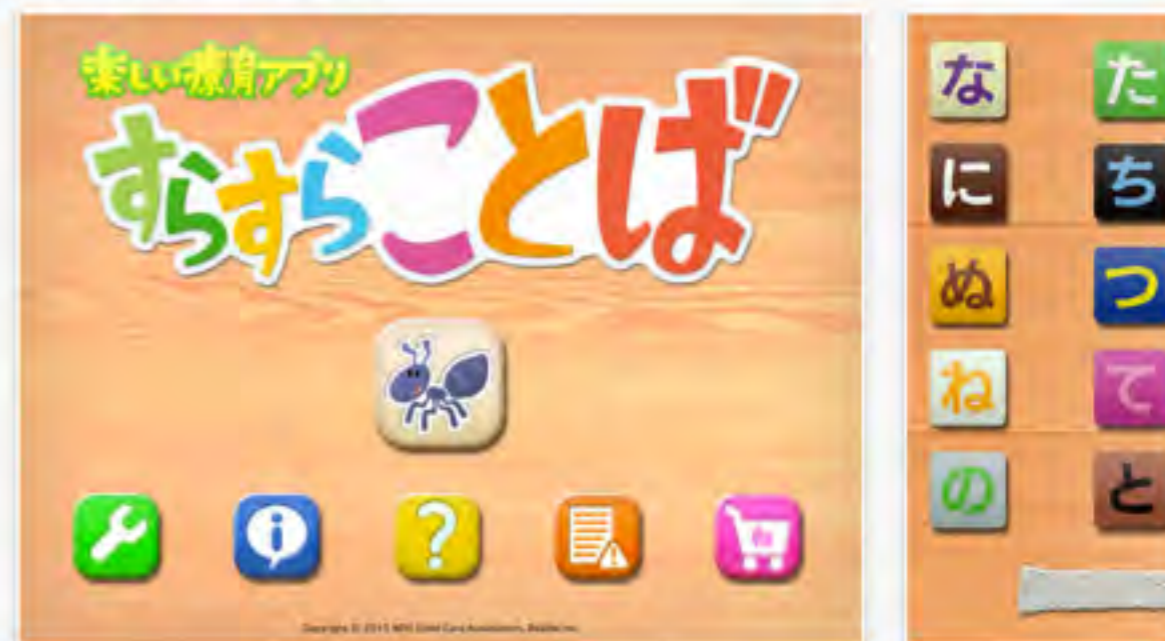 楽しい療育アプリ
すらすらことば
な た
に ち
ぬ つ
ね て
の と